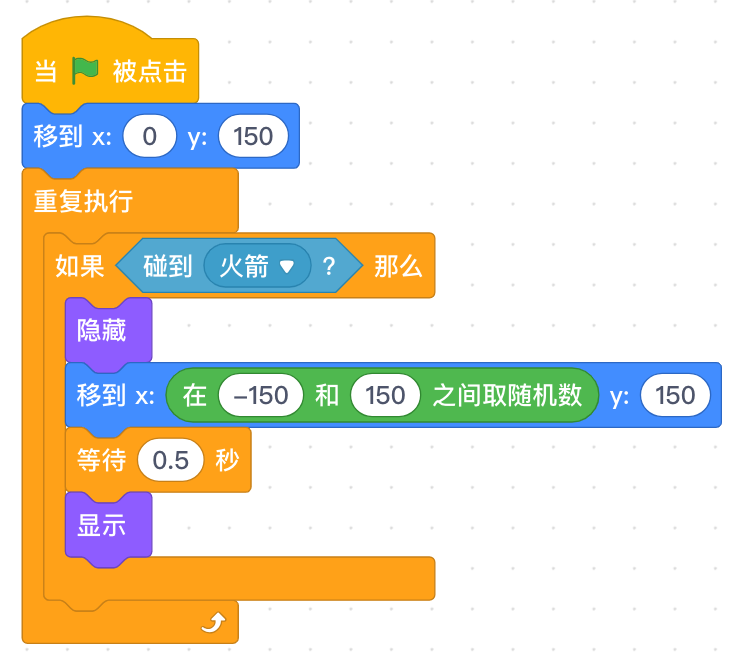 当 被点击
移到 x: 0 y: 150
重复执行
如果 碰到 火箭 ? 那么
隐藏
移到 x: 在 -150 和 150 之间取随机数 y: 150
等待 0.5 秒
显示